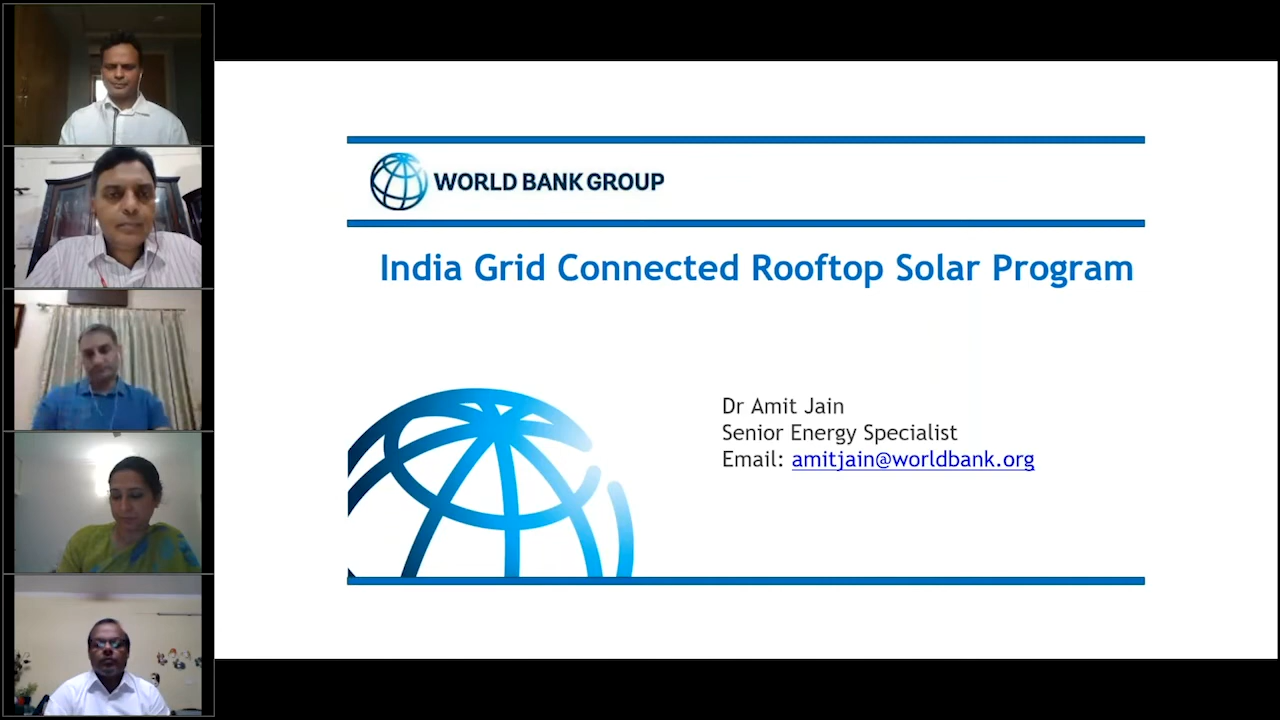 WORLD BANK GROUP
India Grid Connected Rooftop Solar Program
Dr Amit Jain
Senior Energy Specialist
Email: amitjain@worldbank.org